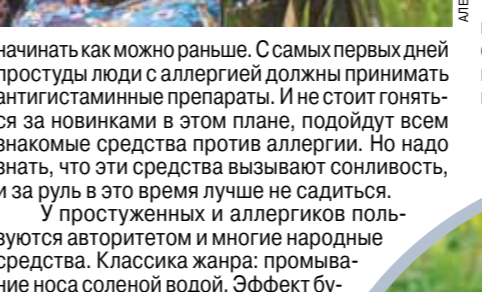 АЛЕ
начинать как можно раньше. С самых первых дней
простуды люди с аллергией должны принимать
антигистаминные препараты. И не стоит гонять-
ся за новинками в этом плане, подойдут всем
знакомые средства против аллергии. Но надо
знать, что эти средства вызывают сонливость,
и за руль в это время лучше не садиться.
У простуженных и аллергиков поль-
зуются авторитетом и многие народные
средства. Классика жанра: промыва-
ние носа соленой водой. Эффект бу-